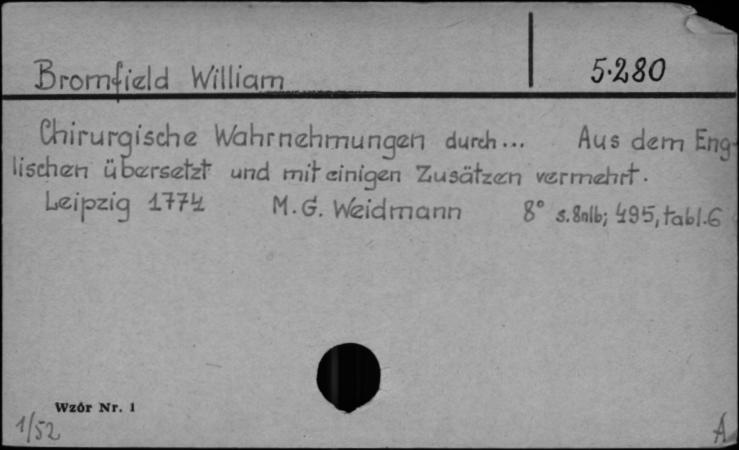 Bromfield William 5.280
Chirurgische Wahrnehmungen durch... Aus dem Eng-
lischen übersetzt und mit einigen Zusätzen vermehrt.
Leipzig 1774 M. G. Weidmann 8° s. 8nlb; 495, tabl. 6
Wzór Nr. 1
1/52 A